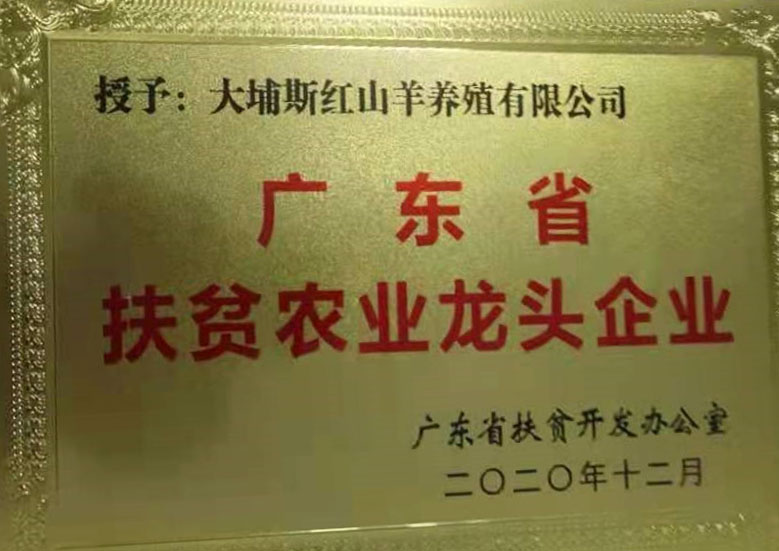 授予：大埔斯红山羊养殖有限公司
广东省
扶贫农业龙头企业
广东省扶贫开发办公室
二〇二〇年十二月